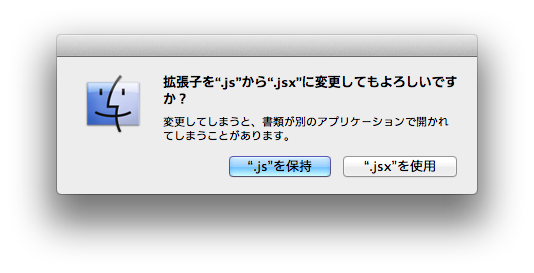 拡張子を“.js”から“.jsx”に変更してもよろしいです
か？
変更してしまうと、書類が別のアプリケーションで開かれ
てしまうことがあります。
“.js”を保持
“.jsx”を使用